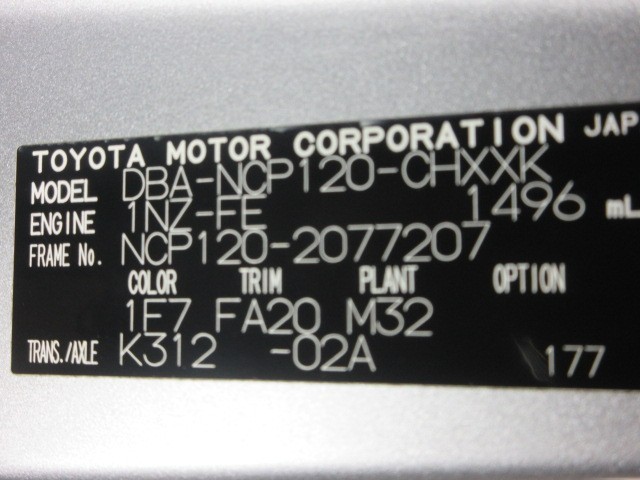 TOYOTA MOTOR CORPORATION JAP
MODEL DBA-NCP120-CHXXK
ENGINE 1NZ-FE 1496 mL
FRAME No. NCP120-2077207
COLOR TRIM PLANT OPTION
1E7 FA20 M32
TRANS./AXLE K312 -02A 177